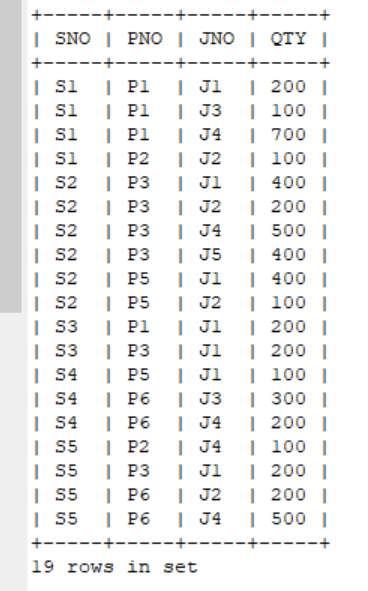 +-----+-----+-----+-----+
| SNO | PNO | JNO | QTY |
+-----+-----+-----+-----+
| S1  | P1  | J1  | 200 |
| S1  | P1  | J3  | 100 |
| S1  | P1  | J4  | 700 |
| S1  | P2  | J2  | 100 |
| S2  | P3  | J1  | 400 |
| S2  | P3  | J2  | 200 |
| S2  | P3  | J4  | 500 |
| S2  | P3  | J5  | 400 |
| S2  | P5  | J1  | 400 |
| S2  | P5  | J2  | 100 |
| S3  | P1  | J1  | 200 |
| S3  | P3  | J1  | 200 |
| S4  | P5  | J1  | 100 |
| S4  | P6  | J3  | 300 |
| S4  | P6  | J4  | 200 |
| S5  | P2  | J4  | 100 |
| S5  | P3  | J1  | 200 |
| S5  | P6  | J2  | 200 |
| S5  | P6  | J4  | 500 |
+-----+-----+-----+-----+
19 rows in set